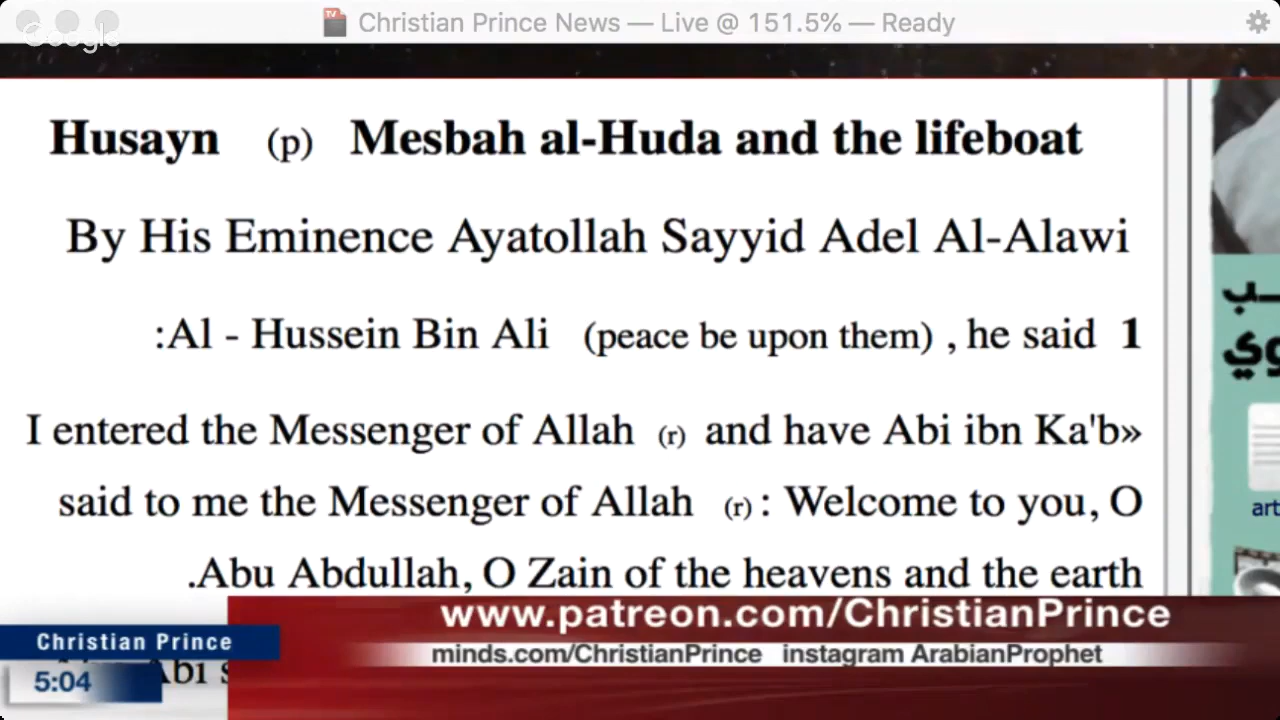 Christian Prince News — Live @ 151.5% — Ready
Google
Husayn (p) Mesbah al-Huda and the lifeboat
By His Eminence Ayatollah Sayyid Adel Al-Alawi
:Al - Hussein Bin Ali (peace be upon them) , he said 1
I entered the Messenger of Allah (r) and have Abi ibn Ka'b»
said to me the Messenger of Allah (r) : Welcome to you, O
.Abu Abdullah, O Zain of the heavens and the earth
www.patreon.com/ChristianPrince
Christian Prince
minds.com/ChristianPrince instagram ArabianProphet
5:04